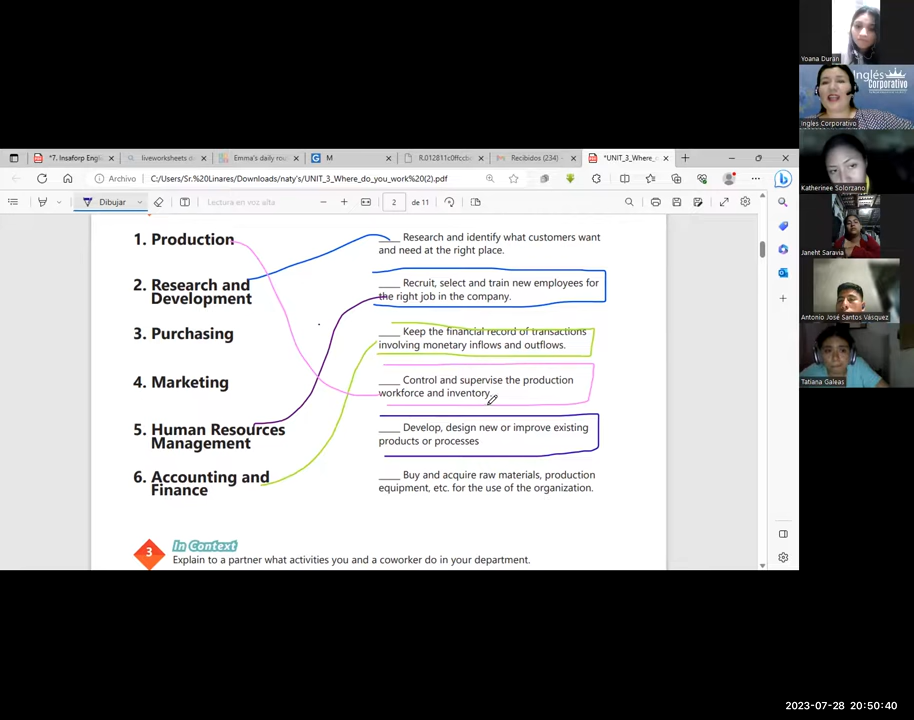 Yoana Durán
Inglés
Corporativo
Ingles Corporativo
Katherinee Solorzano
Janeht Saravia
Antonio José Santos Vásquez
Tatiana Galeas
*7. Insaforp Engl
liveworksheets d
Emma's daily rou
M
R.012811c0ffccb
Recibidos (234) -
*UNIT_3_Where_d
Archivo
C:/Users/Sr.%20Linares/Downloads/naty's/UNIT_3_Where_do_you_work%20(2).pdf
Dibujar
Lectura en voz alta
2
de 11
1. Production
____ Research and identify what customers want
and need at the right place.
2. Research and
Development
____ Recruit, select and train new employees for
the right job in the company.
3. Purchasing
____ Keep the financial record of transactions
involving monetary inflows and outflows.
4. Marketing
____ Control and supervise the production
workforce and inventory.
5. Human Resources
Management
____ Develop, design new or improve existing
products or processes
6. Accounting and
Finance
____ Buy and acquire raw materials, production
equipment, etc. for the use of the organization.
3
In Context
Explain to a partner what activities you and a coworker do in your department.
2023-07-28 20:50:40